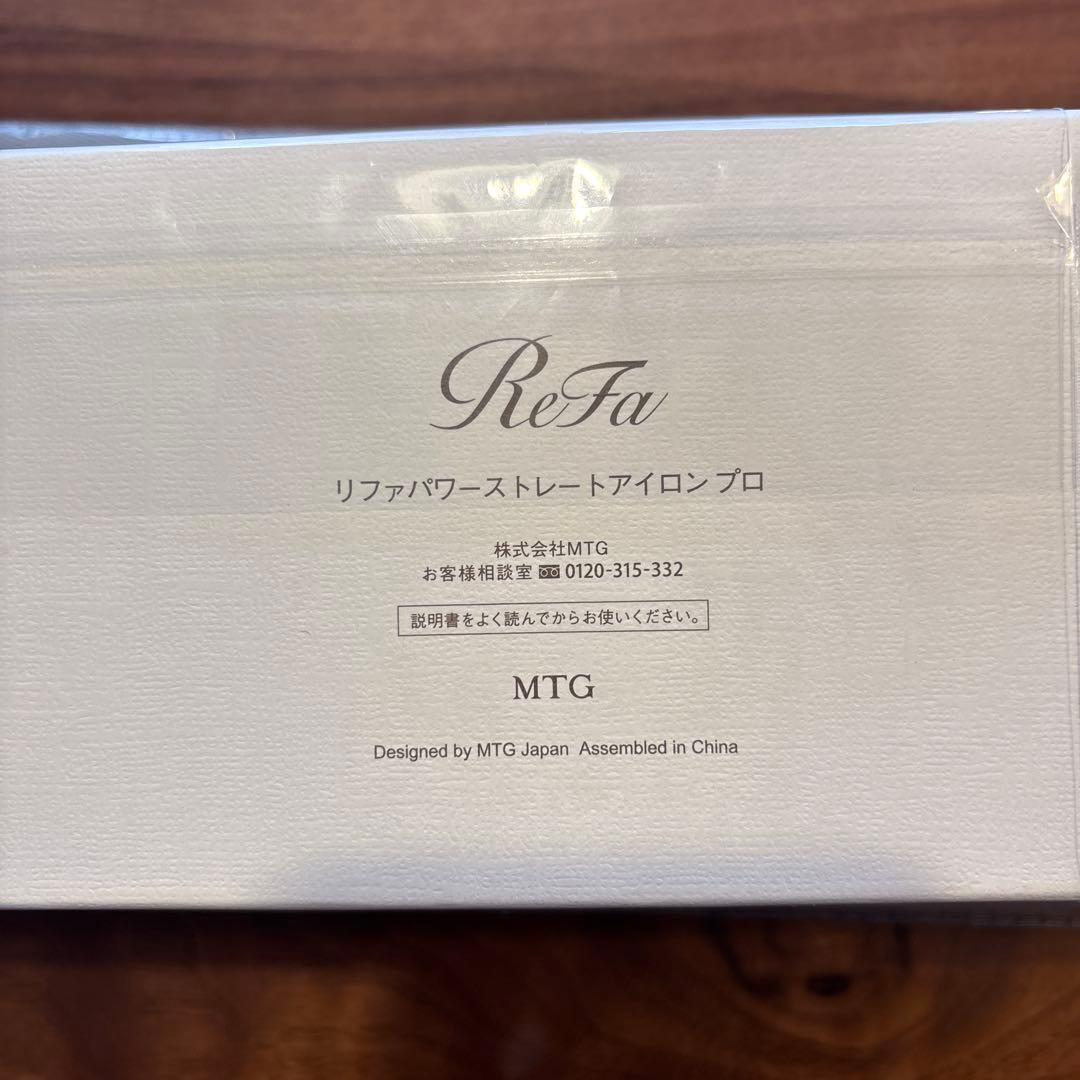 ReFa
リファパワーストレートアイロン プロ
株式会社MTG
お客様相談室 0120-315-332
説明書をよく読んでからお使いください。
MTG
Designed by MTG Japan Assembled in China